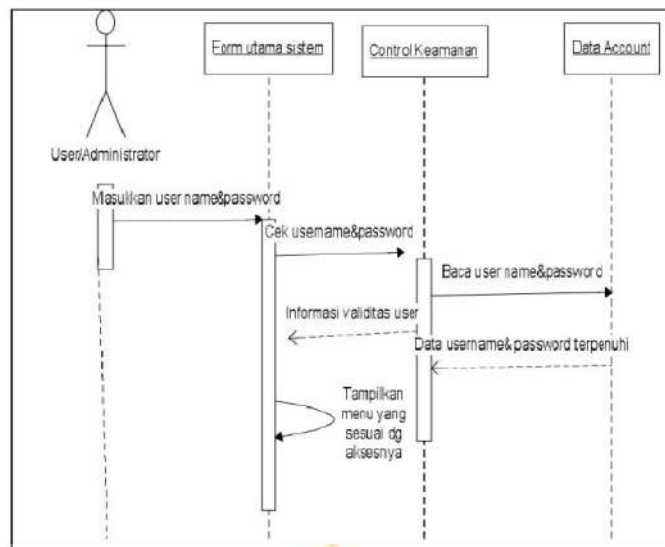 Form utama sistem
Control Keamanan
Data Account
User/Administrator
Masukkan user name&password
Cek username&password
Baca user name&password
Informasi validitas user
Data username& password terpenuhi
Tampilkan
menu yang
sesuai dg
aksesnya